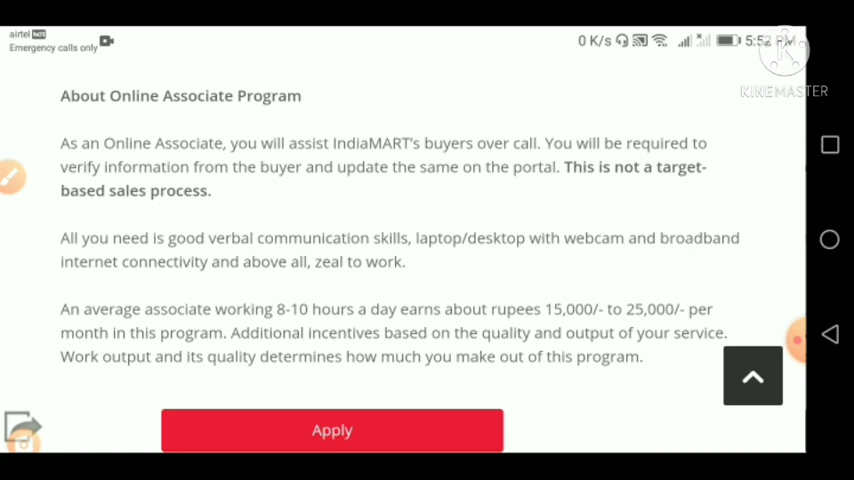 airtel
Emergency calls only
0 K/s
5:52 PM
KINEMASTER
About Online Associate Program
As an Online Associate, you will assist IndiaMART's buyers over call. You will be required to
verify information from the buyer and update the same on the portal. This is not a target-
based sales process.
All you need is good verbal communication skills, laptop/desktop with webcam and broadband
internet connectivity and above all, zeal to work.
An average associate working 8-10 hours a day earns about rupees 15,000/- to 25,000/- per
month in this program. Additional incentives based on the quality and output of your service.
Work output and its quality determines how much you make out of this program.
Apply